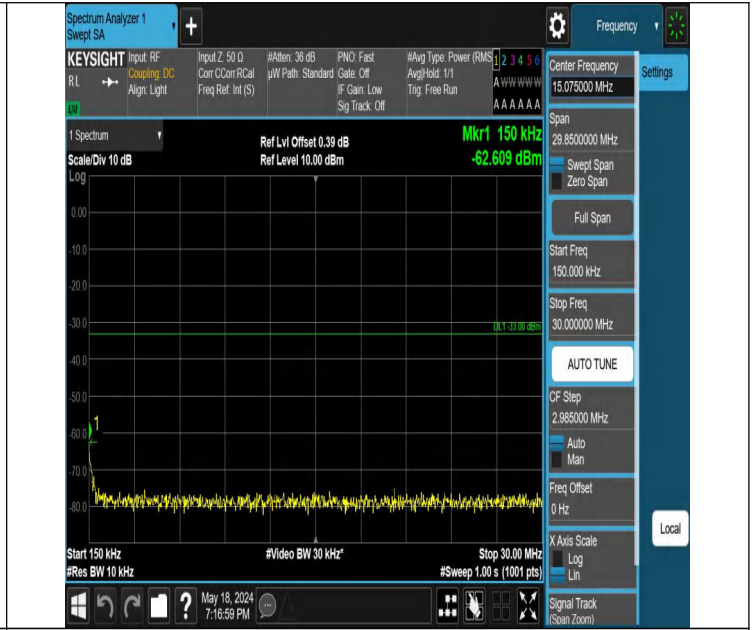 Spectrum Analyzer 1
Swept SA
+
Frequency
KEYSIGHT
Input: RF
Input Z: 50 Ω
#Atten: 36 dB
PNO: Fast
#Avg Type: Power (RMS
1 2 3 4 5 6
RL
Coupling: DC
Corr CCorr RCal
µW Path: Standard
Gate: Off
Avg|Hold: 1/1
A W W W W W
Align: Light
Freq Ref: Int (S)
IF Gain: Low
Trig: Free Run
Sig Track: Off
A A A A A A
LXI
1 Spectrum
Ref Lvl Offset 0.39 dB
Mkr1 150 kHz
Scale/Div 10 dB
Ref Level 10.00 dBm
-62.609 dBm
Log
0.00
-10.0
-20.0
-30.0
DL1 -33.00 dBm
-40.0
-50.0
1
-60.0
-70.0
-80.0
Start 150 kHz
#Video BW 30 kHz*
Stop 30.00 MHz
#Res BW 10 kHz
#Sweep 1.00 s (1001 pts)
Center Frequency
15.075000 MHz
Settings
Span
29.8500000 MHz
Swept Span
Zero Span
Full Span
Start Freq
150.000 kHz
Stop Freq
30.000000 MHz
AUTO TUNE
CF Step
2.985000 MHz
Auto
Man
Freq Offset
0 Hz
X Axis Scale
Log
Lin
Local
Signal Track
(Span Zoom)
?
May 18, 2024
7:16:59 PM